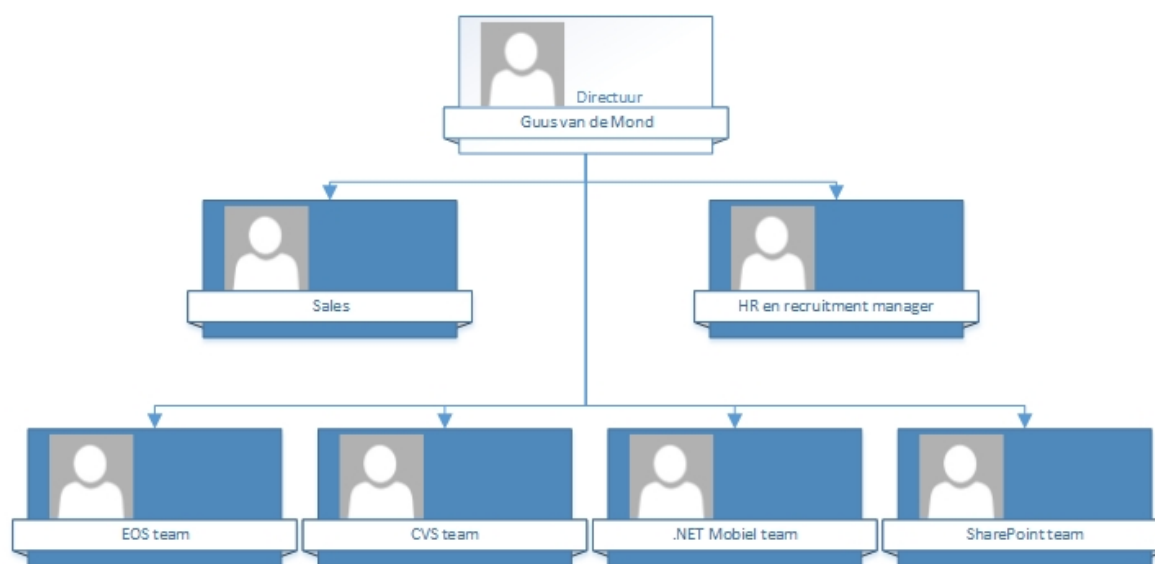 Directuur
Guus van de Mond
Sales
HR en recruitment manager
EOS team
CVS team
.NET Mobiel team
SharePoint team